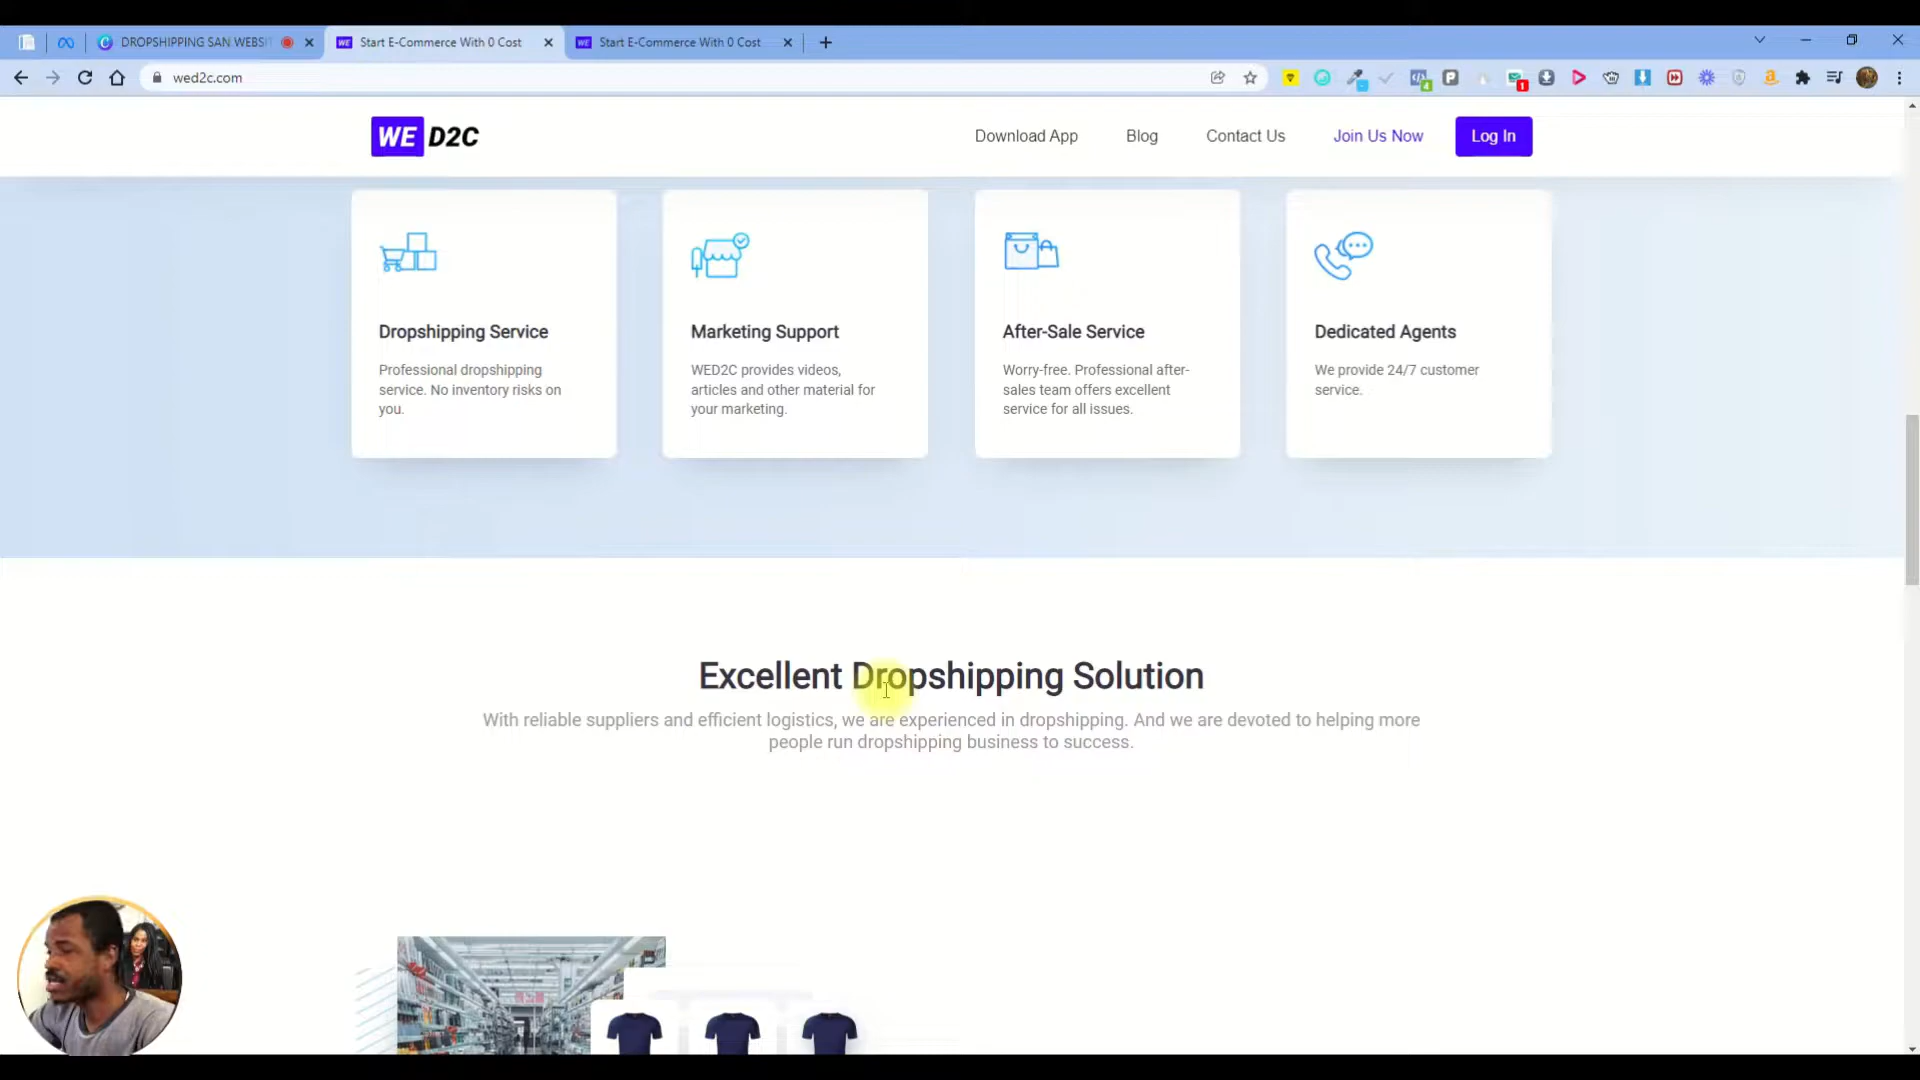 DROPSHIPPING SAN WEBSI
Start E-Commerce With 0 Cost
Start E-Commerce With 0 Cost
wed2c.com
4
P
1
WE D2C
Download App
Blog
Contact Us
Join Us Now
Log In
Dropshipping Service
Professional dropshipping
service. No inventory risks on
you.
Marketing Support
WED2C provides videos,
articles and other material for
your marketing.
After-Sale Service
Worry-free. Professional after-
sales team offers excellent
service for all issues.
Dedicated Agents
We provide 24/7 customer
service.
Excellent Dropshipping Solution
With reliable suppliers and efficient logistics, we are experienced in dropshipping. And we are devoted to helping more
people run dropshipping business to success.